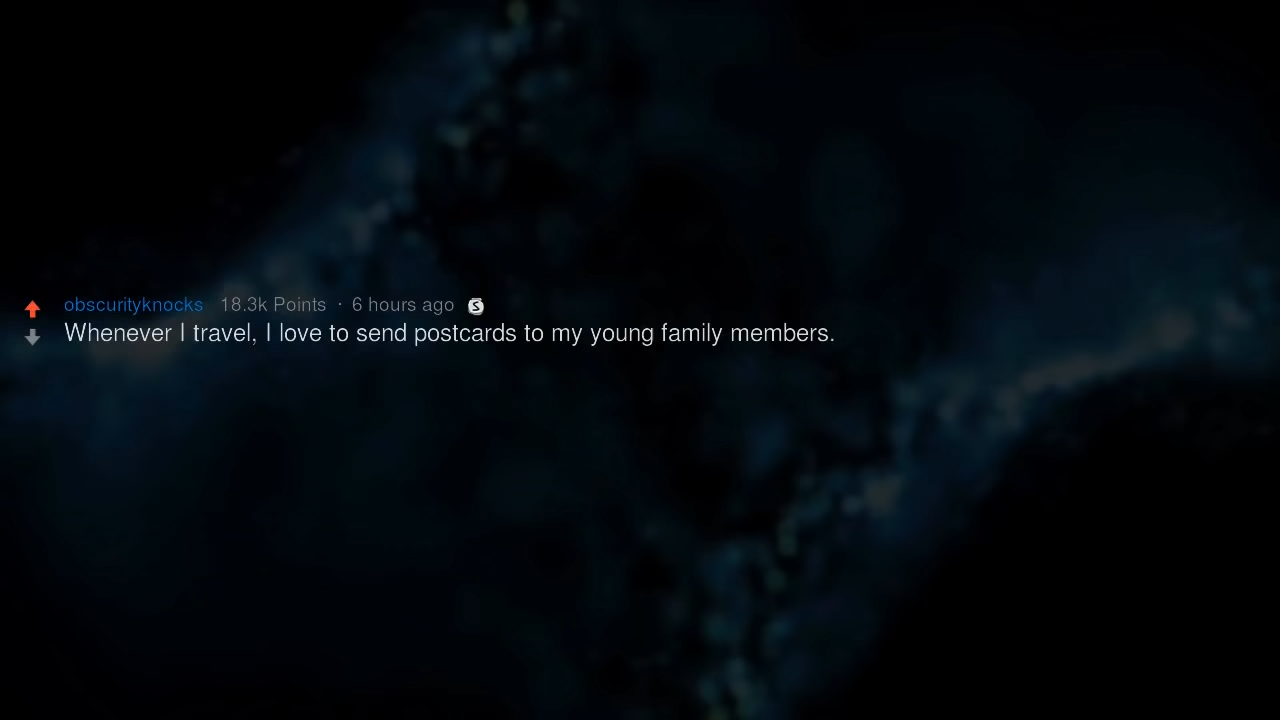 obscurityknocks 18.3k Points · 6 hours ago S
Whenever I travel, I love to send postcards to my young family members.